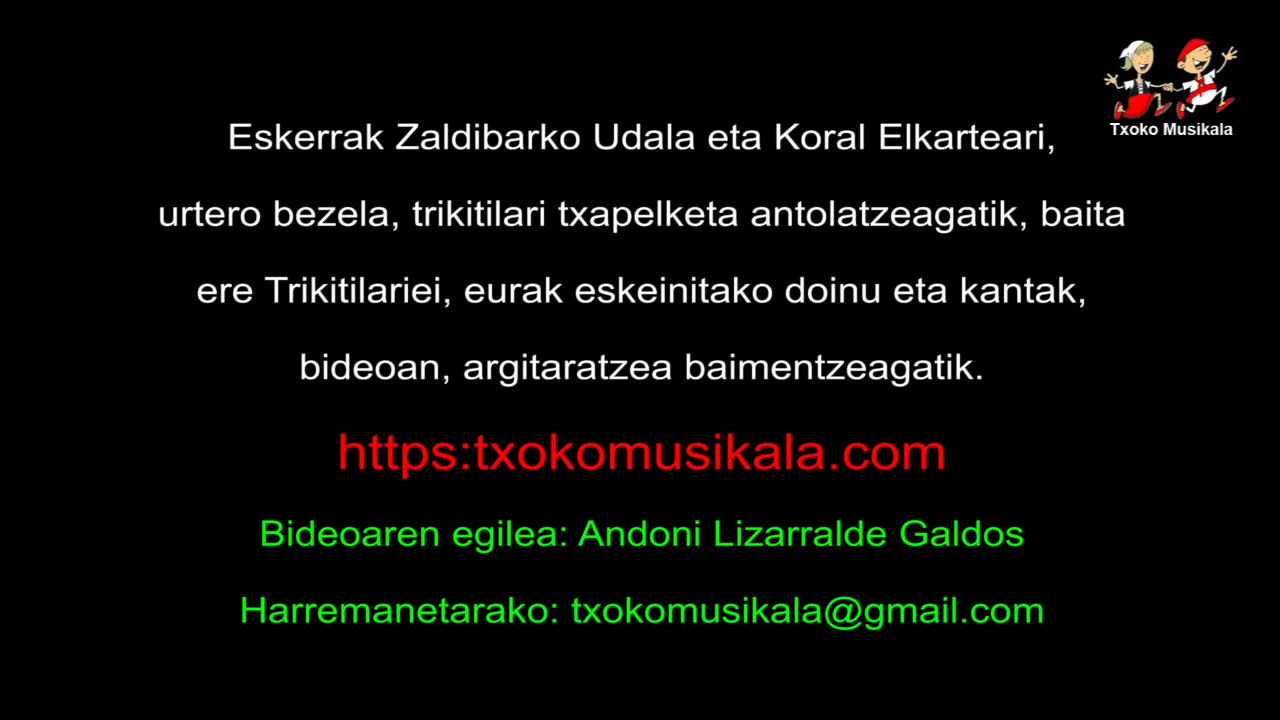 Txoko Musikala
Eskerrak Zaldibarko Udala eta Koral Elkarteari,
urtero bezela, trikitilari txapelketa antolatzeagatik, baita
ere Trikitilariei, eurak eskeinitako doinu eta kantak,
bideoan, argitaratzea baimentzeagatik.
https:txokomusikala.com
Bideoaren egilea: Andoni Lizarralde Galdos
Harremanetarako: txokomusikala@gmail.com